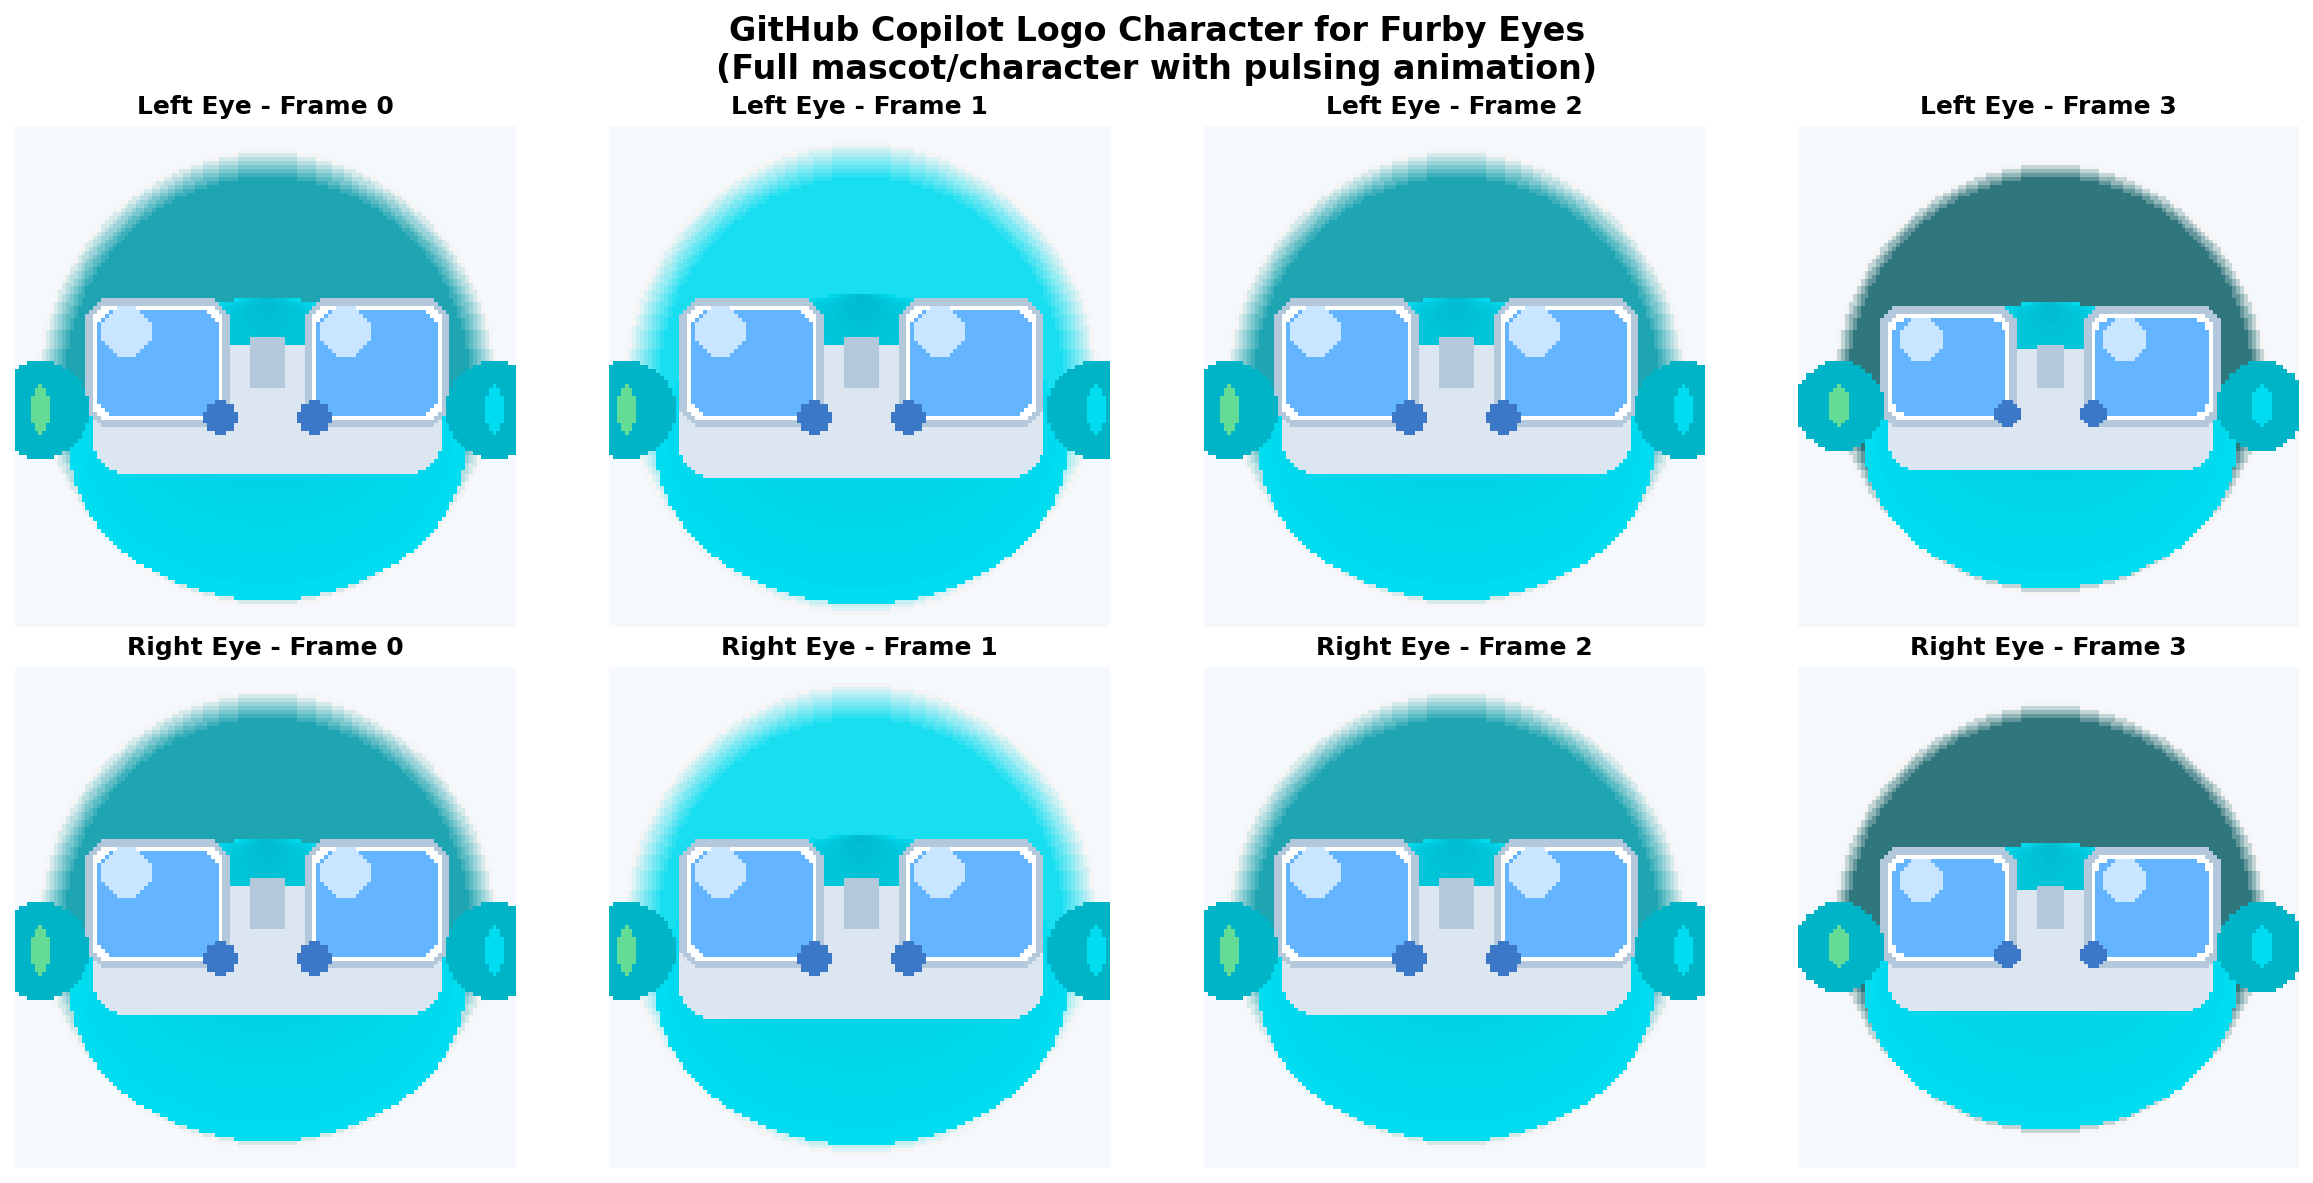 GitHub Copilot Logo Character for Furby Eyes
(Full mascot/character with pulsing animation)
Left Eye - Frame 0
Left Eye - Frame 1
Left Eye - Frame 2
Left Eye - Frame 3
Right Eye - Frame 0
Right Eye - Frame 1
Right Eye - Frame 2
Right Eye - Frame 3